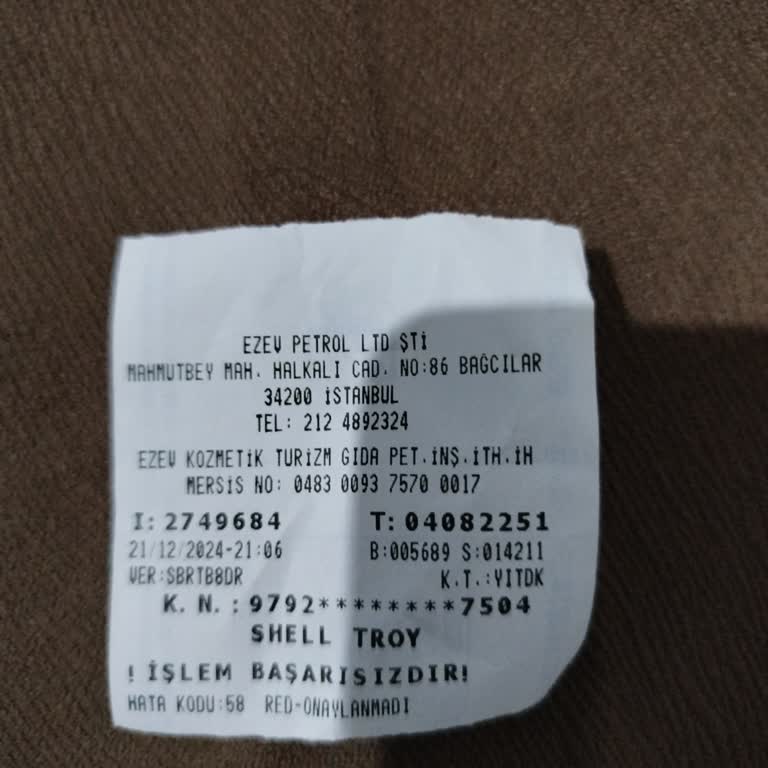 EZEV PETROL LTD ŞTİ
MAHMUTBEY MAH. HALKALI CAD. NO:86 BAĞCILAR
34200 İSTANBUL
TEL: 212 4892324
EZEV KOZMETİK TURİZM GIDA PET.İNŞ.İTH.İH
MERSİS NO: 0483 0093 7570 0017
I: 2749684 T: 04082251
21/12/2024-21:06 B:005689 S:014211
VER:SBRTB8DR K.T.:YITDK
K. N. : 9792********7504
SHELL TROY
! İŞLEM BAŞARISIZDIR!
HATA KODU:58 RED-ONAYLANMADI